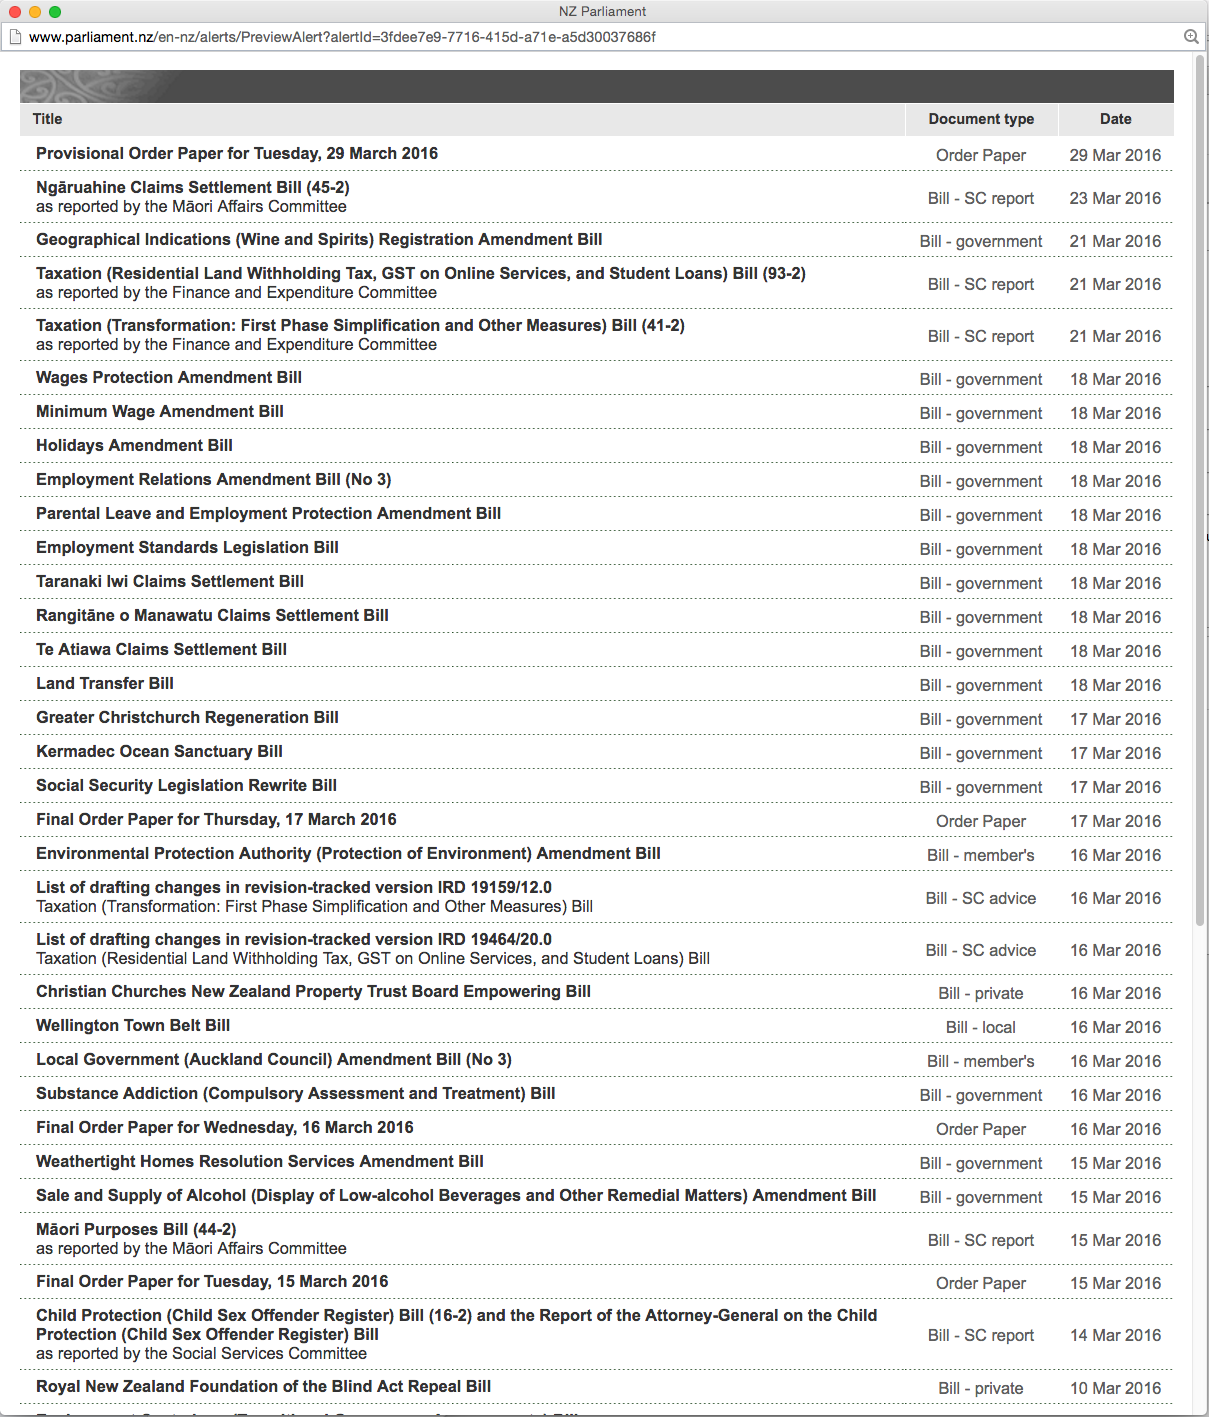 NZ Parliament
www.parliament.nz/en-nz/alerts/PreviewAlert?alertId=3fdee7e9-7716-415d-a71e-a5d30037686f
Title Document type Date
Provisional Order Paper for Tuesday, 29 March 2016 Order Paper 29 Mar 2016
Ngāruahine Claims Settlement Bill (45-2)
as reported by the Māori Affairs Committee Bill - SC report 23 Mar 2016
Geographical Indications (Wine and Spirits) Registration Amendment Bill Bill - government 21 Mar 2016
Taxation (Residential Land Withholding Tax, GST on Online Services, and Student Loans) Bill (93-2)
as reported by the Finance and Expenditure Committee Bill - SC report 21 Mar 2016
Taxation (Transformation: First Phase Simplification and Other Measures) Bill (41-2)
as reported by the Finance and Expenditure Committee Bill - SC report 21 Mar 2016
Wages Protection Amendment Bill Bill - government 18 Mar 2016
Minimum Wage Amendment Bill Bill - government 18 Mar 2016
Holidays Amendment Bill Bill - government 18 Mar 2016
Employment Relations Amendment Bill (No 3) Bill - government 18 Mar 2016
Parental Leave and Employment Protection Amendment Bill Bill - government 18 Mar 2016
Employment Standards Legislation Bill Bill - government 18 Mar 2016
Taranaki Iwi Claims Settlement Bill Bill - government 18 Mar 2016
Rangitāne o Manawatu Claims Settlement Bill Bill - government 18 Mar 2016
Te Atiawa Claims Settlement Bill Bill - government 18 Mar 2016
Land Transfer Bill Bill - government 18 Mar 2016
Greater Christchurch Regeneration Bill Bill - government 17 Mar 2016
Kermadec Ocean Sanctuary Bill Bill - government 17 Mar 2016
Social Security Legislation Rewrite Bill Bill - government 17 Mar 2016
Final Order Paper for Thursday, 17 March 2016 Order Paper 17 Mar 2016
Environmental Protection Authority (Protection of Environment) Amendment Bill Bill - member's 16 Mar 2016
List of drafting changes in revision-tracked version IRD 19159/12.0
Taxation (Transformation: First Phase Simplification and Other Measures) Bill Bill - SC advice 16 Mar 2016
List of drafting changes in revision-tracked version IRD 19464/20.0
Taxation (Residential Land Withholding Tax, GST on Online Services, and Student Loans) Bill Bill - SC advice 16 Mar 2016
Christian Churches New Zealand Property Trust Board Empowering Bill Bill - private 16 Mar 2016
Wellington Town Belt Bill Bill - local 16 Mar 2016
Local Government (Auckland Council) Amendment Bill (No 3) Bill - member's 16 Mar 2016
Substance Addiction (Compulsory Assessment and Treatment) Bill Bill - government 16 Mar 2016
Final Order Paper for Wednesday, 16 March 2016 Order Paper 16 Mar 2016
Weathertight Homes Resolution Services Amendment Bill Bill - government 15 Mar 2016
Sale and Supply of Alcohol (Display of Low-alcohol Beverages and Other Remedial Matters) Amendment Bill Bill - government 15 Mar 2016
Māori Purposes Bill (44-2)
as reported by the Māori Affairs Committee Bill - SC report 15 Mar 2016
Final Order Paper for Tuesday, 15 March 2016 Order Paper 15 Mar 2016
Child Protection (Child Sex Offender Register) Bill (16-2) and the Report of the Attorney-General on the Child
Protection (Child Sex Offender Register) Bill Bill - SC report 14 Mar 2016
as reported by the Social Services Committee
Royal New Zealand Foundation of the Blind Act Repeal Bill Bill - private 10 Mar 2016